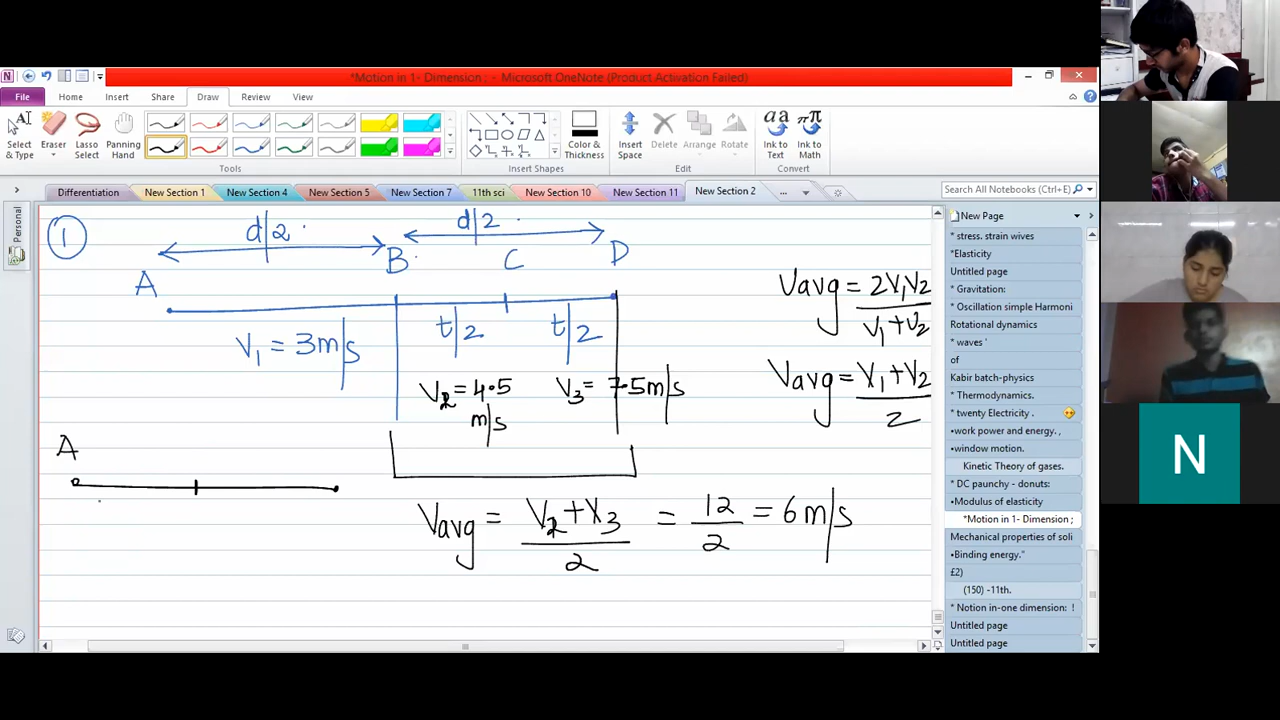 *Motion in 1- Dimension ; - Microsoft OneNote (Product Activation Failed)
File Home Insert Share Draw Review View
Select & Type
Eraser
Lasso Select
Panning Hand
Color & Thickness
Insert Space
Delete
Arrange
Rotate
Ink to Text
Ink to Math
Tools
Insert Shapes
Edit
Convert
Differentiation New Section 1 New Section 4 New Section 5 New Section 7 11th sci New Section 10 New Section 11 New Section 2 ...
Search All Notebooks (Ctrl+E)
Personal
1
d/2 d/2
A B C D
V₁ = 3m/s
t/2 t/2
V₂ = 4.5 m/s
V₃ = 7.5m/s
Vavg = 2V₁V₂ / V₁+V₂
Vavg = V₁+V₂ / 2
A
Vavg = V₂+V₃ / 2 = 12 / 2 = 6m/s
New Page
* stress. strain wives
*Elasticity
Untitled page
* Gravitation:
* Oscillation simple Harmoni
Rotational dynamics
* waves '
of
Kabir batch-physics
* Thermodynamics.
* twenty Electricity .
•work power and energy. ,
•window motion.
Kinetic Theory of gases.
* DC paunchy - donuts:
•Modulus of elasticity
*Motion in 1- Dimension ;
Mechanical properties of soli
•Binding energy."
£2)
(150) -11th.
* Notion in-one dimension: !
Untitled page
Untitled page
N